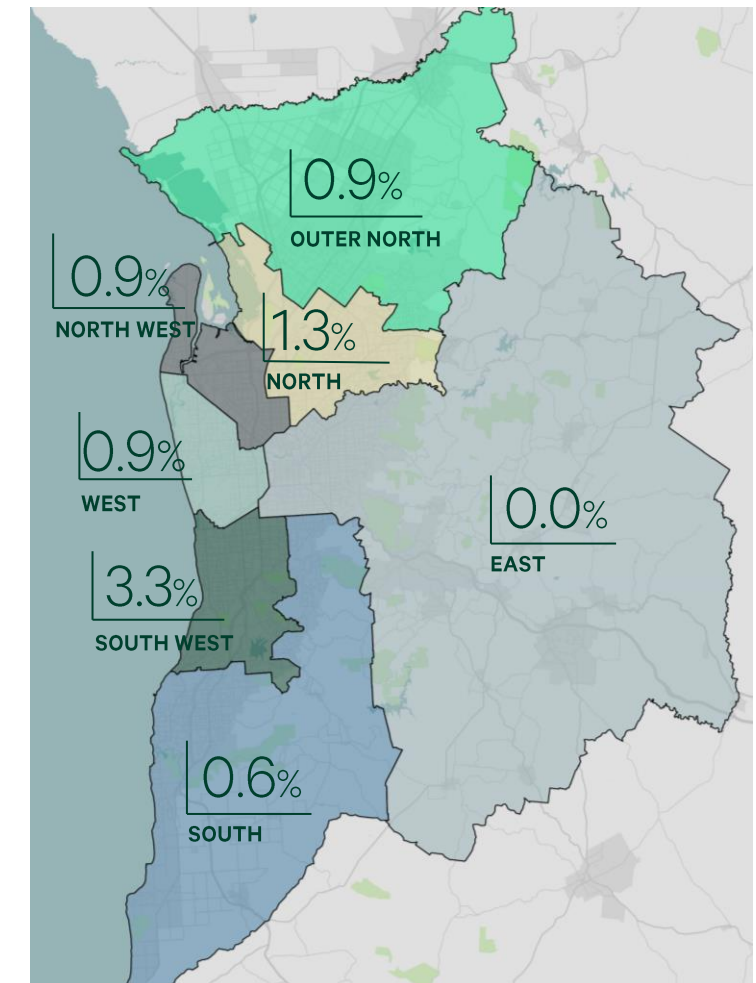 0.9%
OUTER NORTH
0.9%
NORTH WEST
1.3%
NORTH
0.9%
WEST
0.0%
EAST
3.3%
SOUTH WEST
0.6%
SOUTH